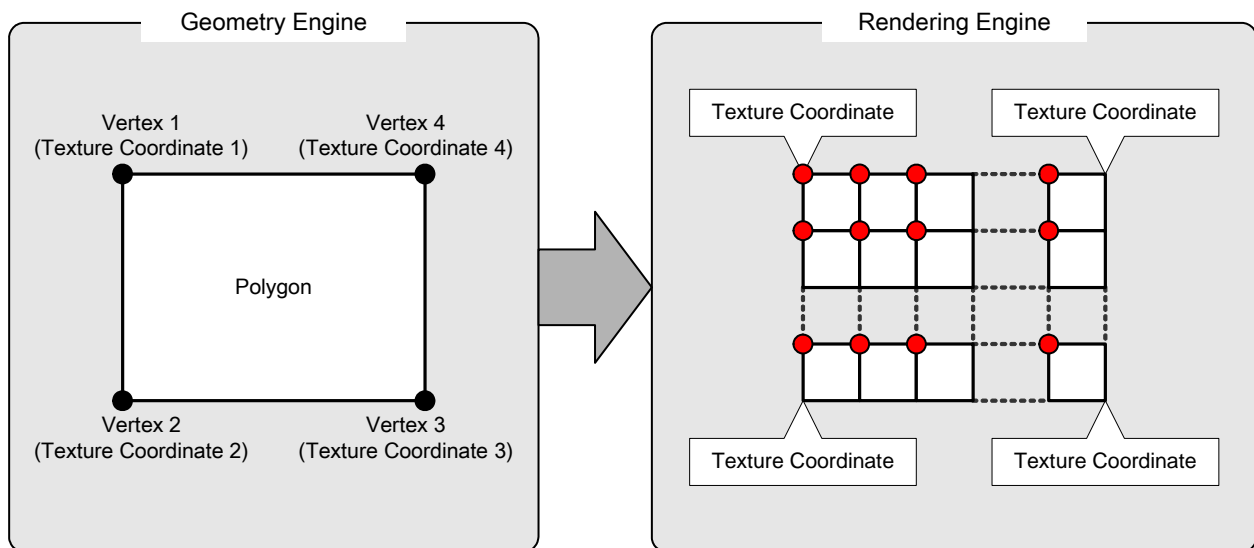 Geometry Engine
Vertex 1
(Texture Coordinate 1)
Vertex 4
(Texture Coordinate 4)
Polygon
Vertex 2
(Texture Coordinate 2)
Vertex 3
(Texture Coordinate 3)
Rendering Engine
Texture Coordinate
Texture Coordinate
Texture Coordinate
Texture Coordinate